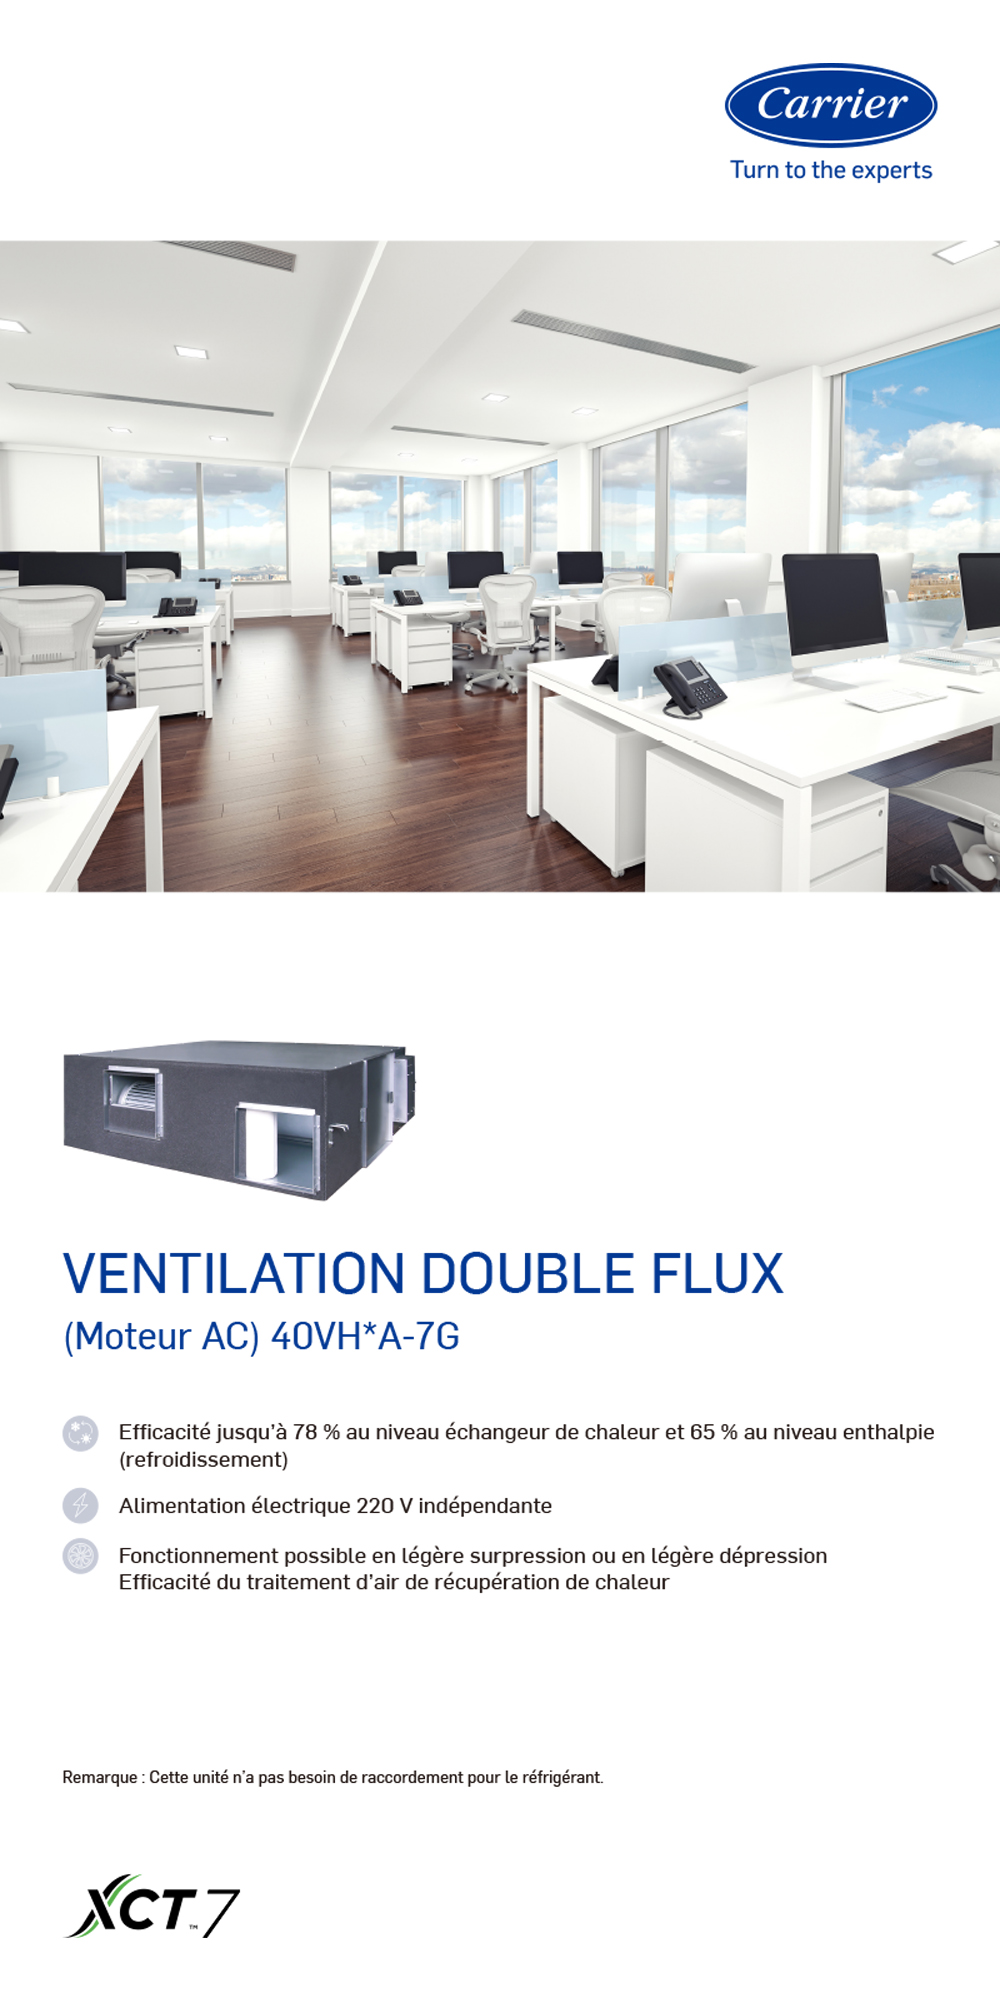 Carrier
Turn to the experts
VENTILATION DOUBLE FLUX
(Moteur AC) 40VH*A-7G
Efficacité jusqu'à 78 % au niveau échangeur de chaleur et 65 % au niveau enthalpie
(refroidissement)
Alimentation électrique 220 V indépendante
Fonctionnement possible en légère surpression ou en légère dépression
Efficacité du traitement d'air de récupération de chaleur
Remarque : Cette unité n'a pas besoin de raccordement pour le réfrigérant.
XCT™ 7